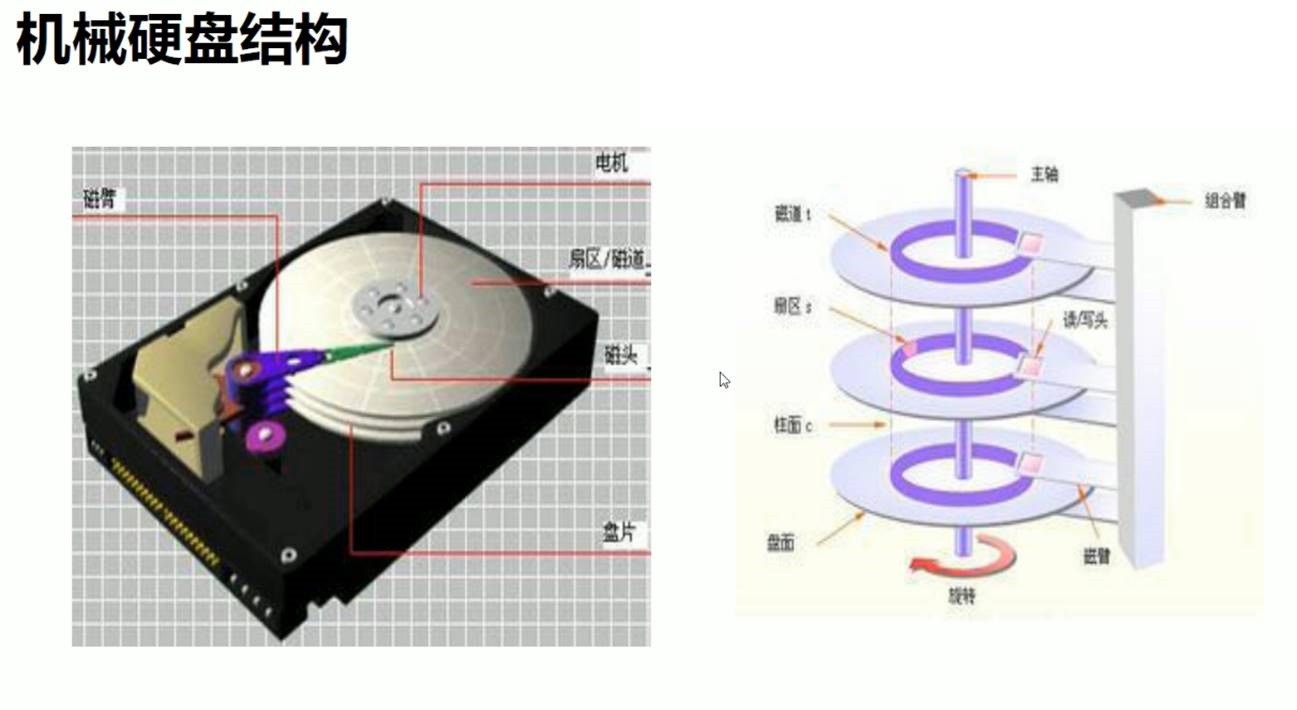 机械硬盘结构
电机
磁臂
扇区/磁道
磁头
盘片
主轴
组合臂
磁道 t
扇区 s
读/写头
柱面 c
盘面
磁臂
旋转